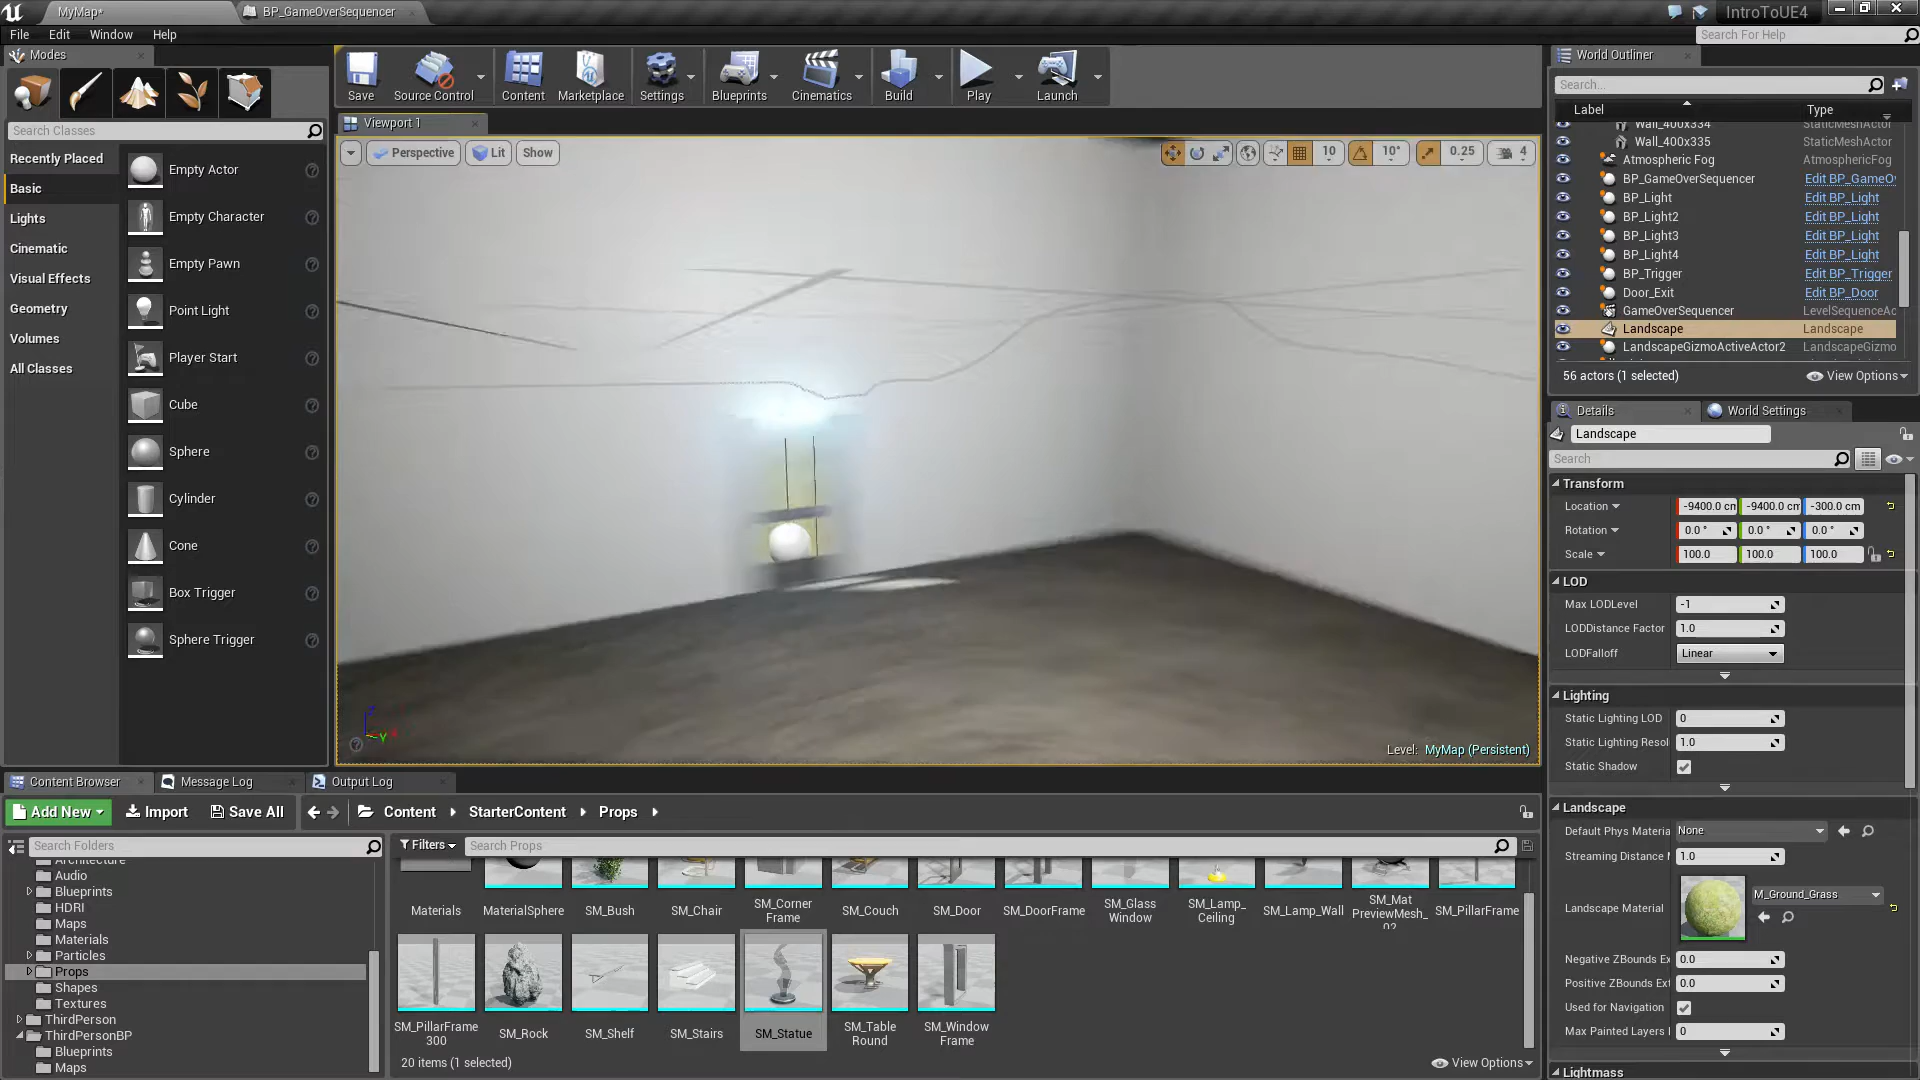 MyMap*
BP_GameOverSequencer
IntroToUE4
File Edit Window Help
Search For Help
Modes
Search Classes
Recently Placed
Basic
Lights
Cinematic
Visual Effects
Geometry
Volumes
All Classes
Empty Actor
Empty Character
Empty Pawn
Point Light
Player Start
Cube
Sphere
Cylinder
Cone
Box Trigger
Sphere Trigger
Save
Source Control
Content
Marketplace
Settings
Blueprints
Cinematics
Build
Play
Launch
Viewport 1
Perspective Lit Show
10 10° 0.25 4
Level: MyMap (Persistent)
World Outliner
Search...
Label Type
Wall_400x334 StaticMeshActor
Wall_400x335 StaticMeshActor
Atmospheric Fog AtmosphericFog
BP_GameOverSequencer Edit BP_GameO
BP_Light Edit BP_Light
BP_Light2 Edit BP_Light
BP_Light3 Edit BP_Light
BP_Light4 Edit BP_Light
BP_Trigger Edit BP_Trigger
Door_Exit Edit BP_Door
GameOverSequencer LevelSequenceAc
Landscape Landscape
LandscapeGizmoActiveActor2 LandscapeGizmo
56 actors (1 selected) View Options
Details World Settings
Landscape
Search
Transform
Location -9400.0 cm -9400.0 cm -300.0 cm
Rotation 0.0 ° 0.0 ° 0.0 °
Scale 100.0 100.0 100.0
LOD
Max LODLevel -1
LODDistance Factor 1.0
LODFalloff Linear
Lighting
Static Lighting LOD 0
Static Lighting Resol 1.0
Static Shadow
Landscape
Default Phys Materia None
Streaming Distance M 1.0
Landscape Material M_Ground_Grass
Negative ZBounds Ex 0.0
Positive ZBounds Ext 0.0
Used for Navigation
Max Painted Layers 0
Lightmass
Content Browser Message Log Output Log
Add New Import Save All Content StarterContent Props
Search Folders
Architecture
Audio
Blueprints
HDRI
Maps
Materials
Particles
Props
Shapes
Textures
ThirdPerson
ThirdPersonBP
Blueprints
Maps
Filters Search Props
Materials
MaterialSphere
SM_Bush
SM_Chair
SM_Corner
Frame
SM_Couch
SM_Door
SM_DoorFrame
SM_Glass
Window
SM_Lamp_
Ceiling
SM_Lamp_Wall
SM_Mat
PreviewMesh_
02
SM_PillarFrame
SM_PillarFrame
300
SM_Rock
SM_Shelf
SM_Stairs
SM_Statue
SM_Table
Round
SM_Window
Frame
20 items (1 selected) View Options